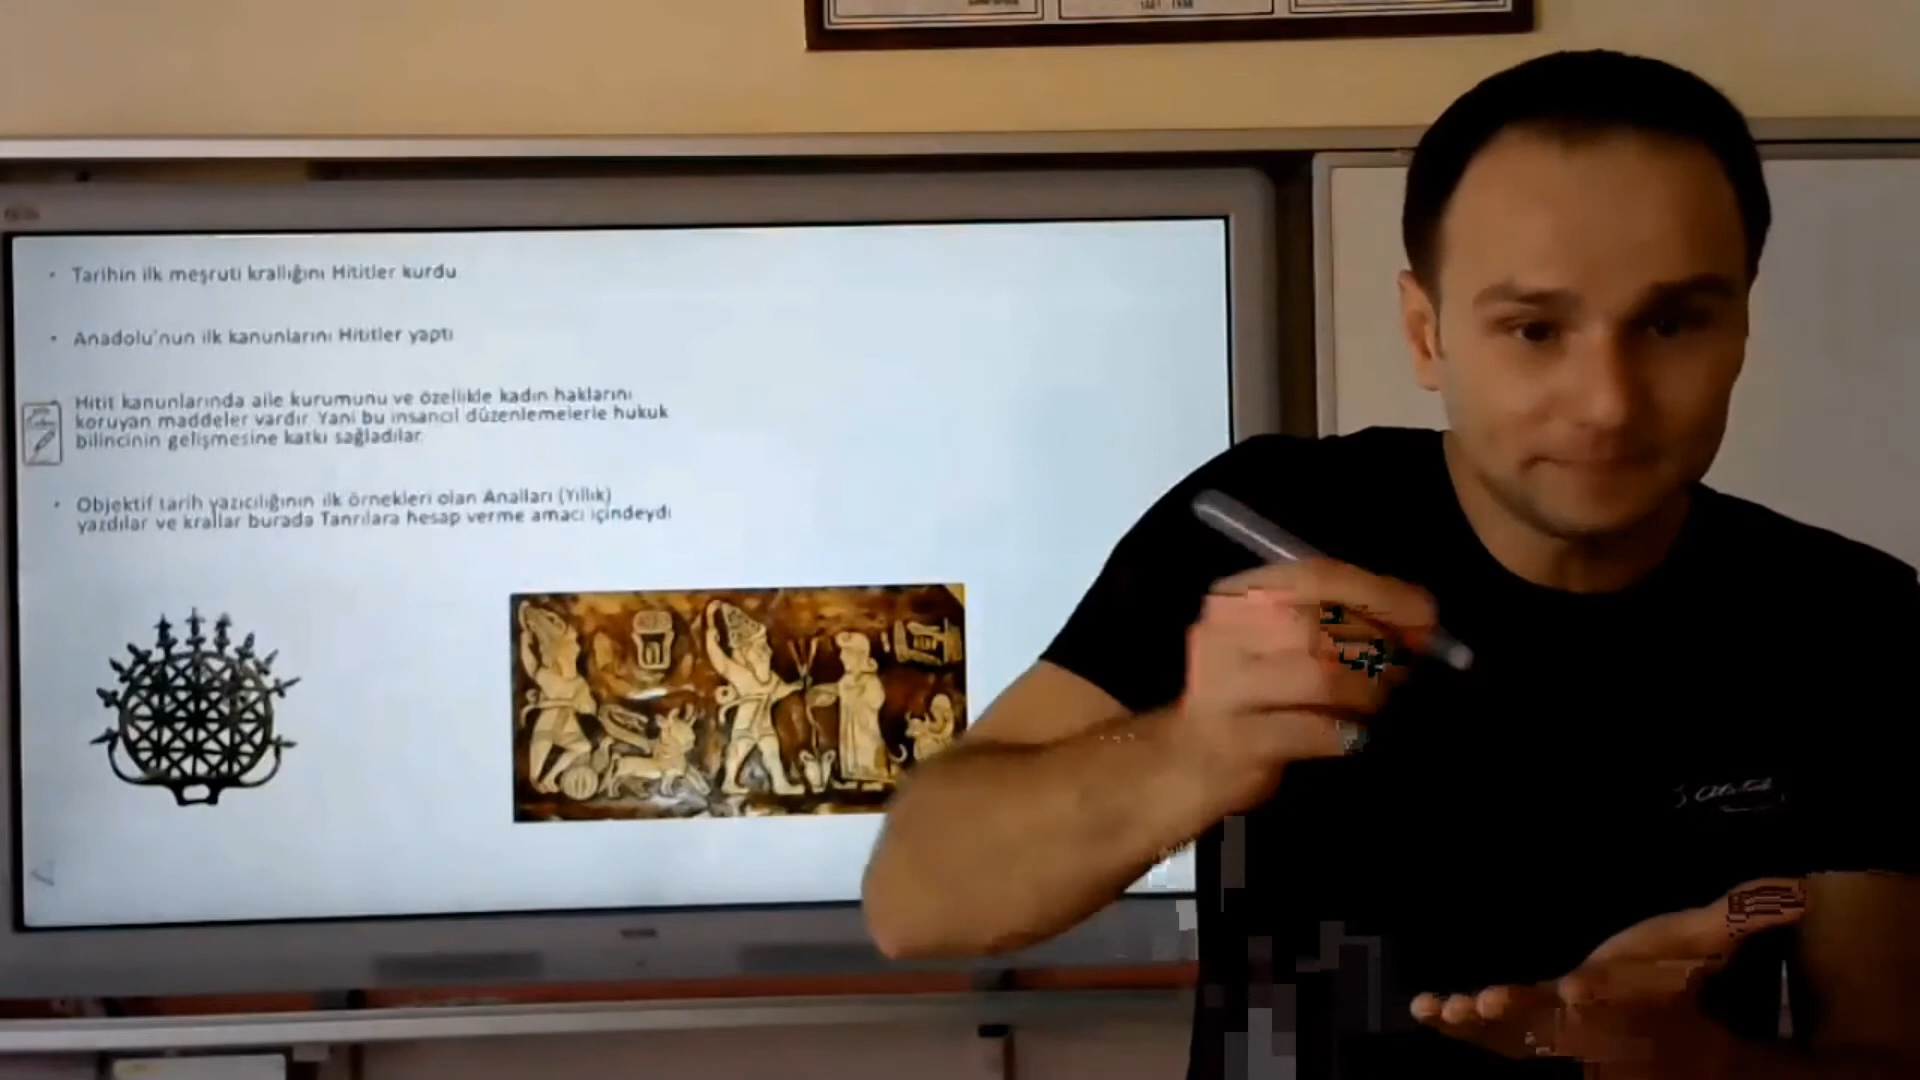 Tarihin ilk meşruti krallığını Hititler kurdu
Anadolu'nun ilk kanunlarını Hititler yaptı
Hitit kanunlarında aile kurumunu ve özellikle kadın haklarını
koruyan maddeler vardır. Yani bu insancıl düzenlemelerle hukuk
bilincinin gelişmesine katkı sağladılar.
Objektif tarih yazıcılığının ilk örnekleri olan Analları (Yıllık)
yazdılar ve krallar burada Tanrılara hesap verme amacı içindeydi